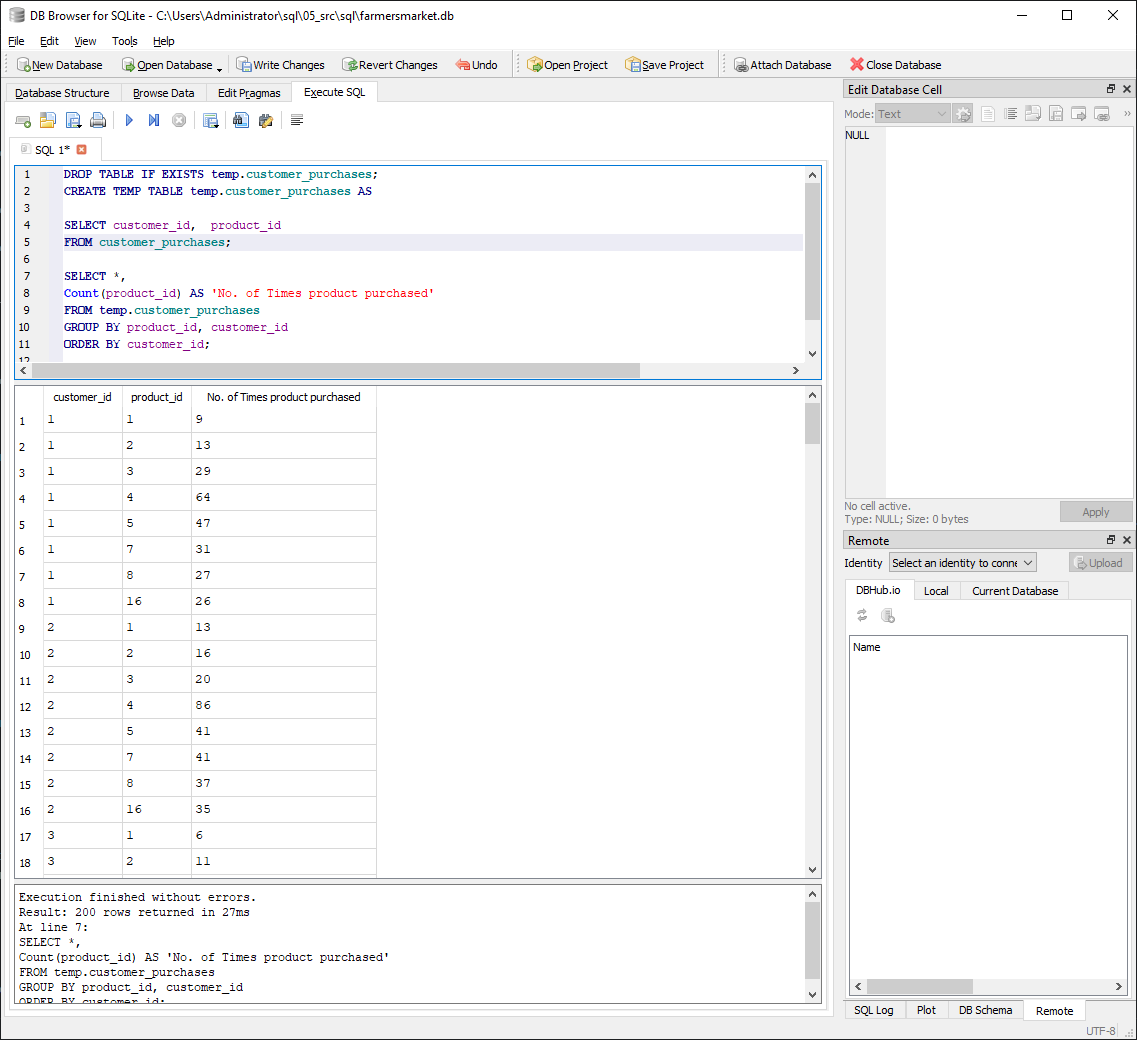 DB Browser for SQLite - C:\Users\Administrator\sql\05_src\sql\farmersmarket.db
File Edit View Tools Help
New Database Open Database Write Changes Revert Changes Undo Open Project Save Project Attach Database Close Database
Database Structure Browse Data Edit Pragmas Execute SQL
SQL 1*
1 DROP TABLE IF EXISTS temp.customer_purchases;
2 CREATE TEMP TABLE temp.customer_purchases AS
3
4 SELECT customer_id,  product_id
5 FROM customer_purchases;
6
7 SELECT *,
8 Count(product_id) AS 'No. of Times product purchased'
9 FROM temp.customer_purchases
10 GROUP BY product_id, customer_id
11 ORDER BY customer_id;
12
customer_id product_id No. of Times product purchased
1 1 1 9
2 1 2 13
3 1 3 29
4 1 4 64
5 1 5 47
6 1 7 31
7 1 8 27
8 1 16 26
9 2 1 13
10 2 2 16
11 2 3 20
12 2 4 86
13 2 5 41
14 2 7 41
15 2 8 37
16 2 16 35
17 3 1 6
18 3 2 11
Execution finished without errors.
Result: 200 rows returned in 27ms
At line 7:
SELECT *,
Count(product_id) AS 'No. of Times product purchased'
FROM temp.customer_purchases
GROUP BY product_id, customer_id
ORDER BY customer_id;
Edit Database Cell
Mode: Text
NULL
No cell active.
Type: NULL; Size: 0 bytes
Apply
Remote
Identity Select an identity to conne Upload
DBHub.io Local Current Database
Name
SQL Log Plot DB Schema Remote
UTF-8